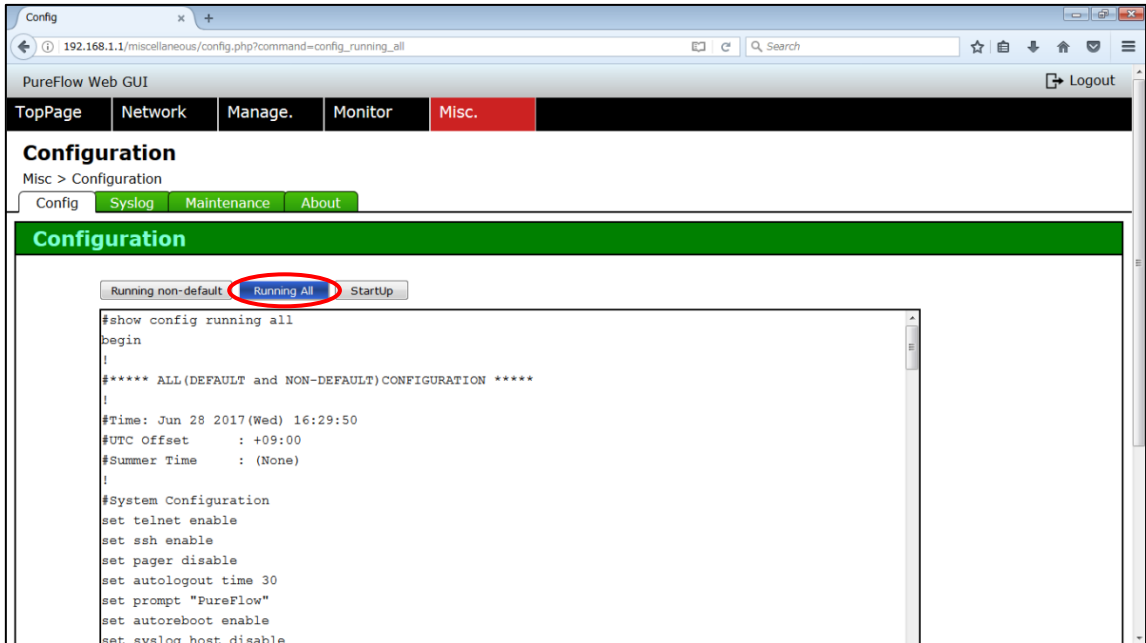 Config × +
192.168.1.1/miscellaneous/config.php?command=config_running_all Search
PureFlow Web GUI Logout
TopPage Network Manage. Monitor Misc.
Configuration
Misc > Configuration
Config Syslog Maintenance About
Configuration
Running non-default Running All StartUp
#show config running all
begin
!
#***** ALL(DEFAULT and NON-DEFAULT)CONFIGURATION *****
!
#Time: Jun 28 2017(Wed) 16:29:50
#UTC Offset      : +09:00
#Summer Time     : (None)
!
#System Configuration
set telnet enable
set ssh enable
set pager disable
set autologout time 30
set prompt "PureFlow"
set autoreboot enable
set syslog host disable